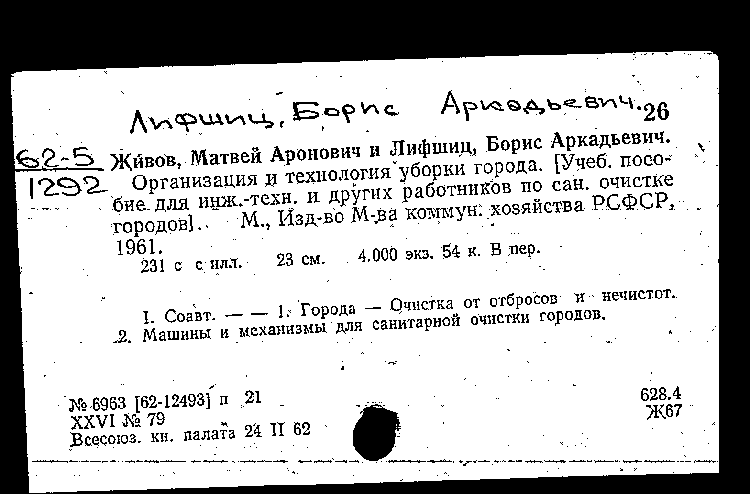 Лифшиц, Борис Аркадьевич. 26
62-5 Живов, Матвей Аронович и Лифшиц, Борис Аркадьевич.
1292 Организация и технология уборки города. [Учеб. посо-
бие для инж.-техн. и других работников по сан. очистке
городов]. М., Изд-во М-ва коммун. хозяйства РСФСР,
1961.
231 с с илл. 23 см. 4.000 экз. 54 к. В пер.
I. Соавт. — — 1. Города — Очистка от отбросов и нечистот.
2. Машины и механизмы для санитарной очистки городов.
№ 6963 [62-12493] п 21 628.4
XXVI № 79 Ж67
Всесоюз. кн. палата 24 II 62